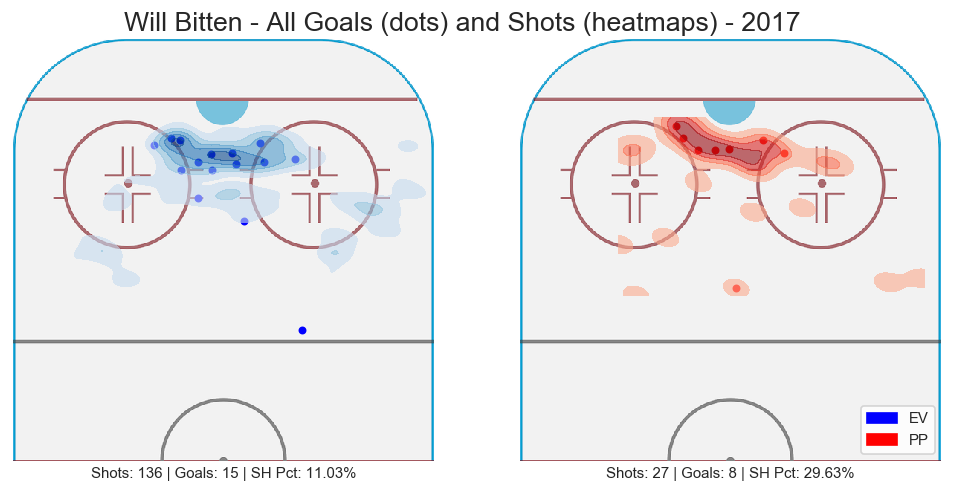 Will Bitten - All Goals (dots) and Shots (heatmaps) - 2017
EV
PP
Shots: 136 | Goals: 15 | SH Pct: 11.03%
Shots: 27 | Goals: 8 | SH Pct: 29.63%